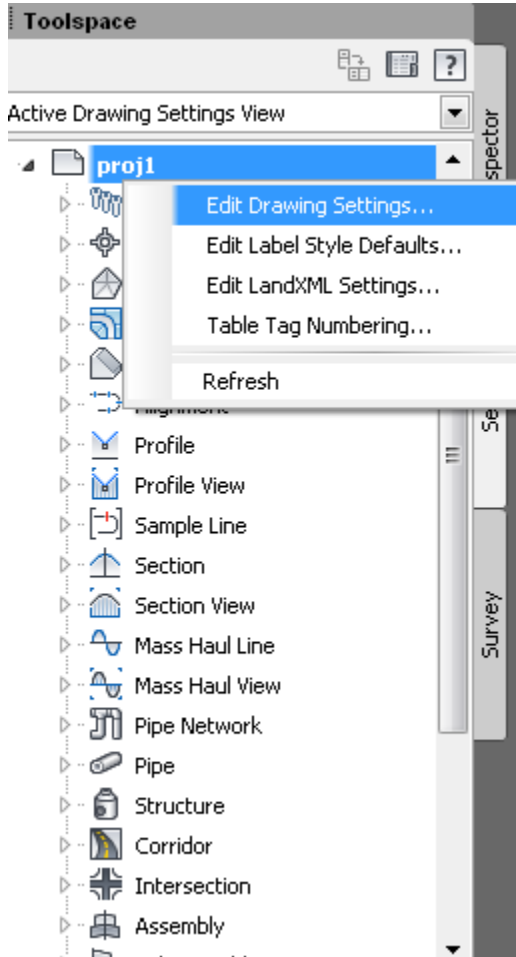 Toolspace
?
Active Drawing Settings View
proj1
Edit Drawing Settings...
Edit Label Style Defaults...
Edit LandXML Settings...
Table Tag Numbering...
Refresh
Profile
Profile View
Sample Line
Section
Section View
Mass Haul Line
Mass Haul View
Pipe Network
Pipe
Structure
Corridor
Intersection
Assembly
spector
Se
Survey